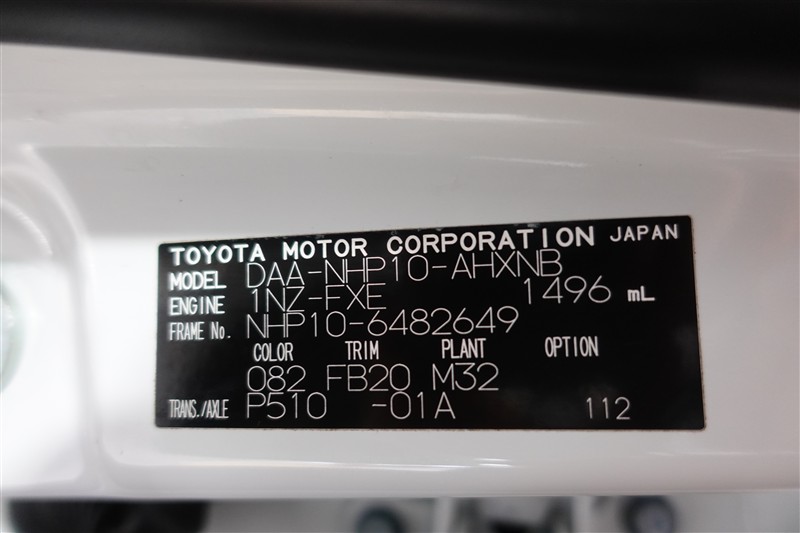 TOYOTA MOTOR CORPORATION JAPAN
MODEL DAA-NHP10-AHXNB
ENGINE 1NZ-FXE 1496 mL
FRAME No. NHP10-6482649
COLOR TRIM PLANT OPTION
082 FB20 M32
TRANS./AXLE P510 -01A 112